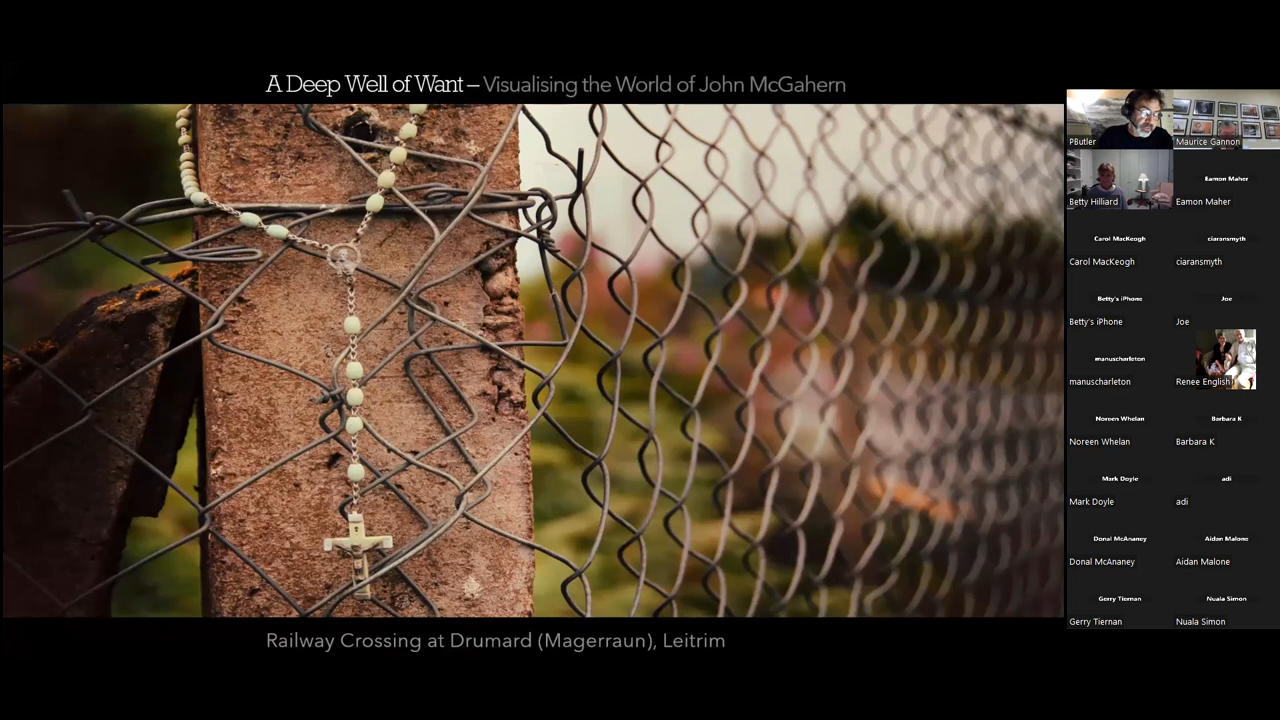 A Deep Well of Want – Visualising the World of John McGahern
Railway Crossing at Drumard (Magerraun), Leitrim
PButler
Maurice Gannon
Betty Hilliard
Eamon Maher
Eamon Maher
Carol MacKeogh
Carol MacKeogh
ciaransmyth
ciaransmyth
Betty's iPhone
Betty's iPhone
Joe
Joe
manuscharleton
manuscharleton
Renee English
Noreen Whelan
Noreen Whelan
Barbara K
Barbara K
Mark Doyle
Mark Doyle
adi
adi
Donal McAnaney
Donal McAnaney
Aidan Malone
Aidan Malone
Gerry Tiernan
Gerry Tiernan
Nuala Simon
Nuala Simon